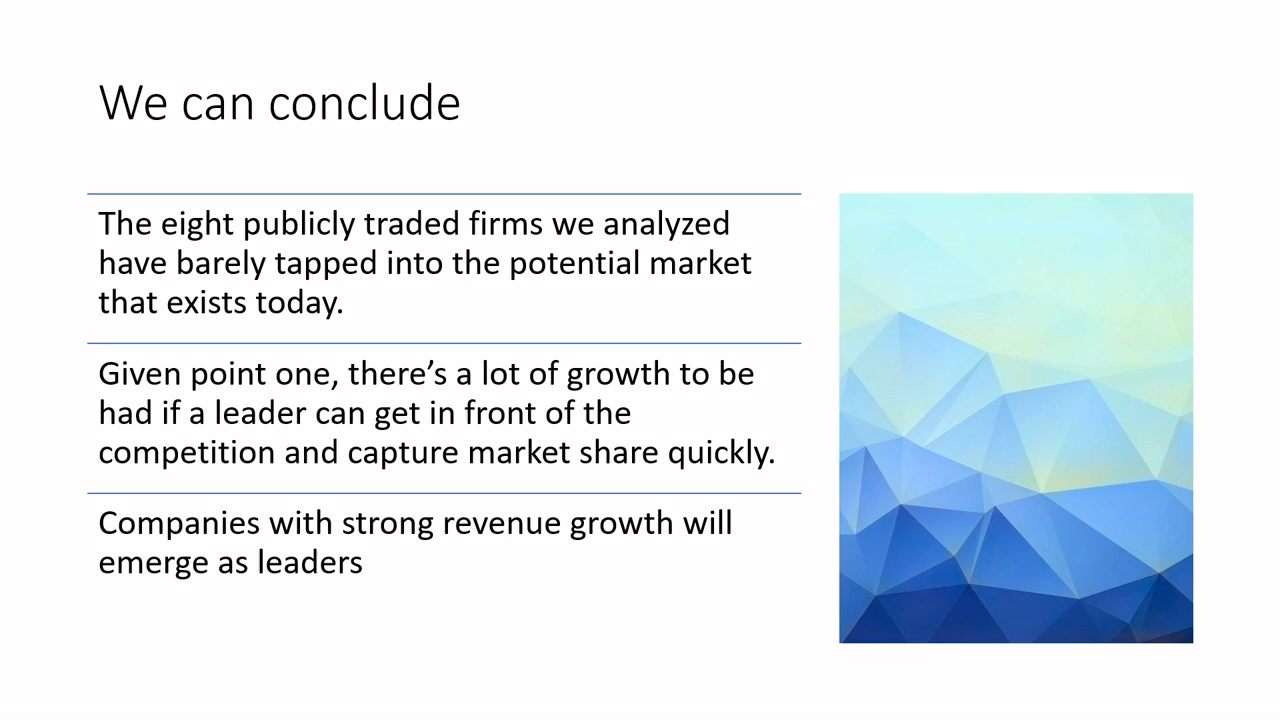 We can conclude
The eight publicly traded firms we analyzed
have barely tapped into the potential market
that exists today.
Given point one, there’s a lot of growth to be
had if a leader can get in front of the
competition and capture market share quickly.
Companies with strong revenue growth will
emerge as leaders